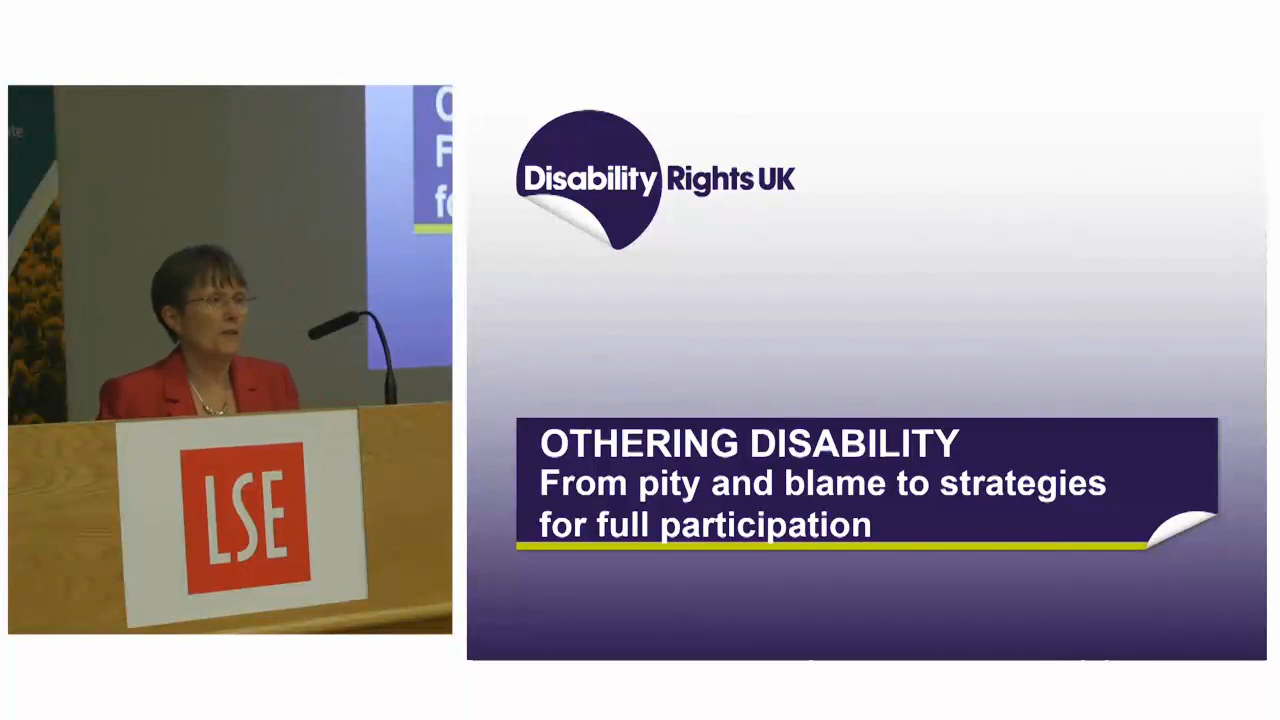 Disability Rights UK
OTHERING DISABILITY
From pity and blame to strategies
for full participation
LSE